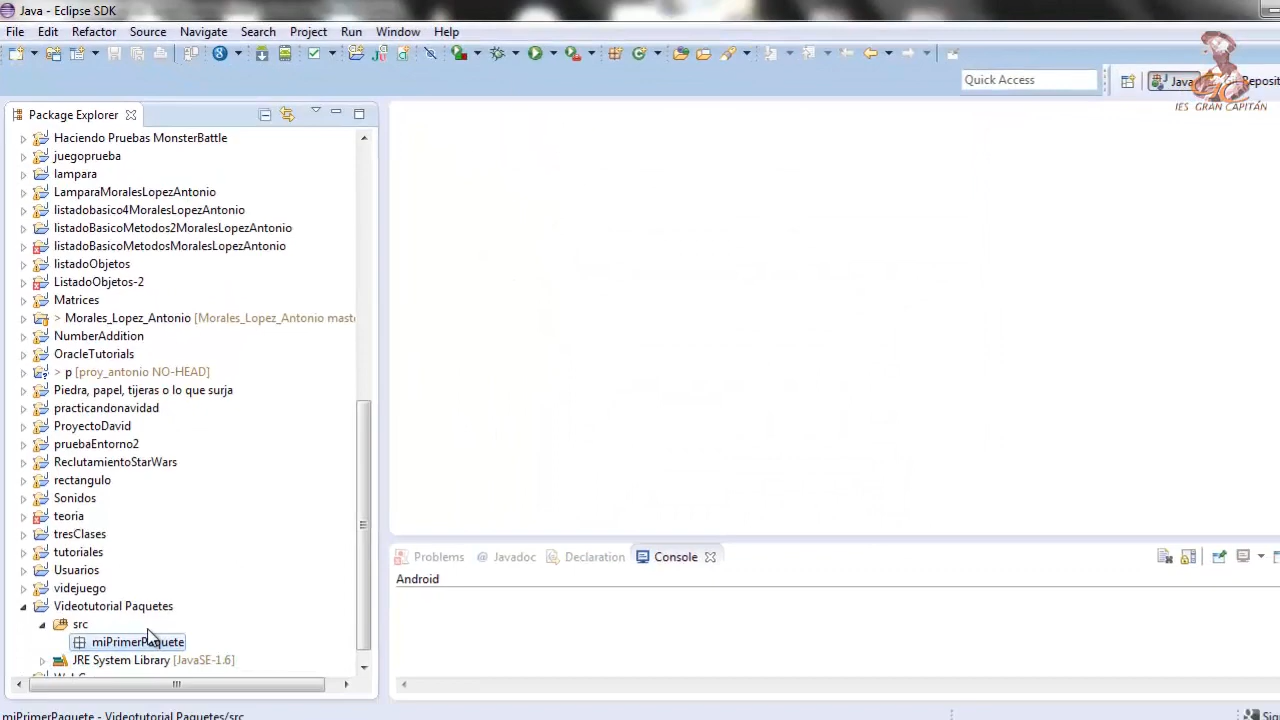 Java - Eclipse SDK
File Edit Refactor Source Navigate Search Project Run Window Help
Quick Access
Java
IES GRAN CAPITÁN
Package Explorer
Haciendo Pruebas MonsterBattle
juegoprueba
lampara
LamparaMoralesLopezAntonio
listadobasico4MoralesLopezAntonio
listadoBasicoMetodos2MoralesLopezAntonio
listadoBasicoMetodosMoralesLopezAntonio
listadoObjetos
ListadoObjetos-2
Matrices
> Morales_Lopez_Antonio [Morales_Lopez_Antonio mast
NumberAddition
OracleTutorials
> p [proy_antonio NO-HEAD]
Piedra, papel, tijeras o lo que surja
practicandonavidad
ProyectoDavid
pruebaEntorno2
ReclutamientoStarWars
rectangulo
Sonidos
teoria
tresClases
tutoriales
Usuarios
videjuego
Videotutorial Paquetes
src
miPrimerPaquete
JRE System Library [JavaSE-1.6]
Problems Javadoc Declaration Console
Android
miPrimerPaquete - Videotutorial Paquetes/src